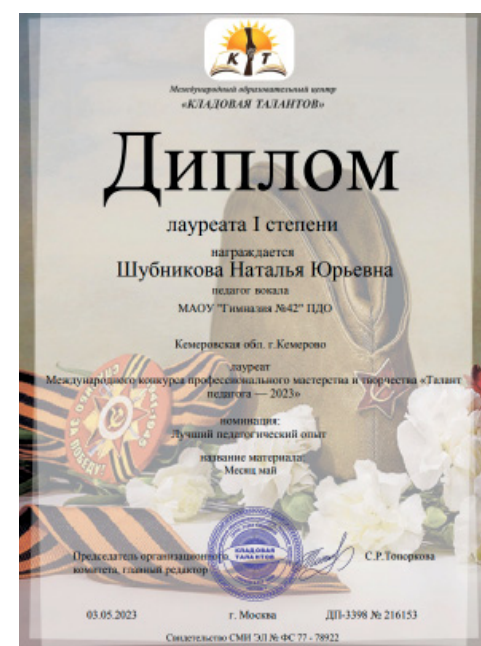 К Т
Международный образовательный центр
«КЛАДОВАЯ ТАЛАНТОВ»
Диплом
лауреата I степени
награждается
Шубникова Наталья Юрьевна
педагог вокала
МАОУ "Гимназия №42" ПДО
Кемеровская обл. г.Кемерово
лауреат
Международного конкурса профессионального мастерства и творчества «Талант
педагога — 2023»
номинация:
Лучший педагогический опыт
название материала:
Месяц май
Председатель организационного
комитета, главный редактор
КЛАДОВАЯ
ТАЛАНТОВ
С.Р.Топоркова
03.05.2023 г. Москва ДП-3398 № 216153
Свидетельство СМИ ЭЛ № ФС 77 - 78922